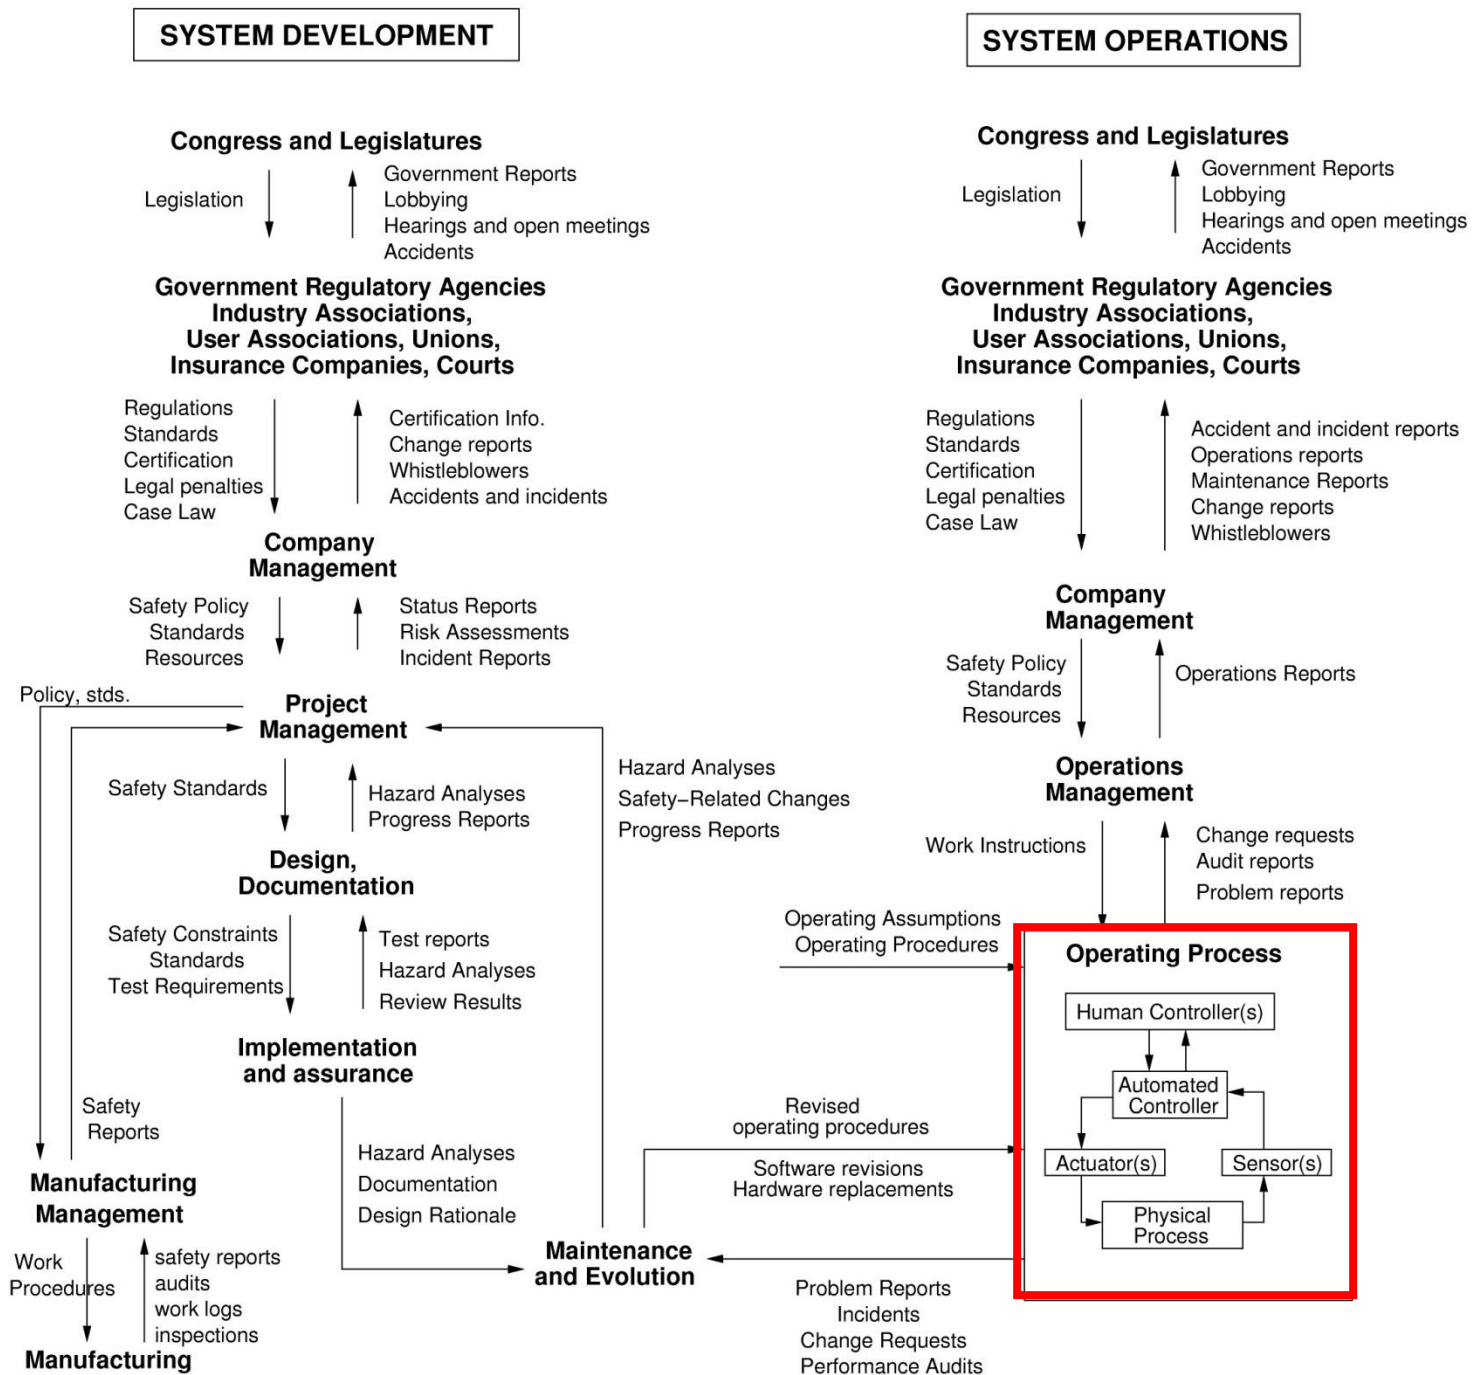 SYSTEM DEVELOPMENT
Congress and Legislatures
Legislation
Government Reports
Lobbying
Hearings and open meetings
Accidents
Government Regulatory Agencies
Industry Associations,
User Associations, Unions,
Insurance Companies, Courts
Regulations
Standards
Certification
Legal penalties
Case Law
Certification Info.
Change reports
Whistleblowers
Accidents and incidents
Company
Management
Safety Policy
Standards
Resources
Status Reports
Risk Assessments
Incident Reports
Policy, stds.
Project
Management
Safety Standards
Hazard Analyses
Progress Reports
Hazard Analyses
Safety-Related Changes
Progress Reports
Design,
Documentation
Safety Constraints
Standards
Test Requirements
Test reports
Hazard Analyses
Review Results
Implementation
and assurance
Safety
Reports
Hazard Analyses
Documentation
Design Rationale
Manufacturing
Management
Work
Procedures
safety reports
audits
work logs
inspections
Manufacturing
Maintenance
and Evolution
SYSTEM OPERATIONS
Congress and Legislatures
Legislation
Government Reports
Lobbying
Hearings and open meetings
Accidents
Government Regulatory Agencies
Industry Associations,
User Associations, Unions,
Insurance Companies, Courts
Regulations
Standards
Certification
Legal penalties
Case Law
Accident and incident reports
Operations reports
Maintenance Reports
Change reports
Whistleblowers
Company
Management
Safety Policy
Standards
Resources
Operations Reports
Operations
Management
Work Instructions
Change requests
Audit reports
Problem reports
Operating Assumptions
Operating Procedures
Operating Process
Human Controller(s)
Automated
Controller
Actuator(s)
Sensor(s)
Physical
Process
Revised
operating procedures
Software revisions
Hardware replacements
Problem Reports
Incidents
Change Requests
Performance Audits